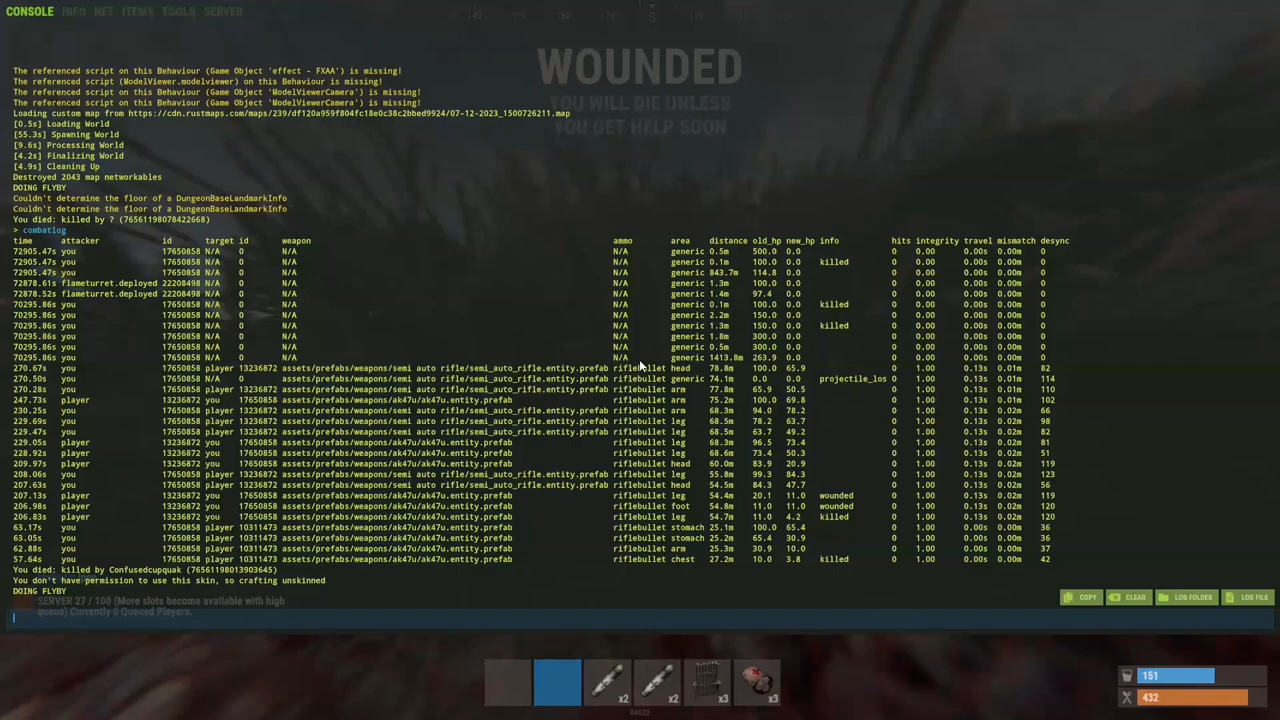 CONSOLE INFO NET ITEMS TOOLS SERVER
WOUNDED
YOU WILL DIE UNLESS
YOU GET HELP SOON
The referenced script on this Behaviour (Game Object 'effect - FXAA') is missing!
The referenced script (ModelViewer.modelviewer) on this Behaviour is missing!
The referenced script on this Behaviour (Game Object 'ModelViewerCamera') is missing!
The referenced script on this Behaviour (Game Object 'ModelViewerCamera') is missing!
Loading custom map from https://cdn.rustmaps.com/maps/239/df120a959f804fc18e0c38c2bbed9924/07-12-2023_1500726211.map
[0.5s] Loading World
[55.3s] Spawning World
[9.6s] Processing World
[4.2s] Finalizing World
[4.9s] Cleaning Up
Destroyed 2043 map networkables
DOING FLYBY
Couldn't determine the floor of a DungeonBaseLandmarkInfo
Couldn't determine the floor of a DungeonBaseLandmarkInfo
You died: killed by ? (76561198078422668)
> combatlog
time attacker id target id weapon ammo area distance old_hp new_hp info hits integrity travel mismatch desync
72905.47s you 17650858 N/A 0 N/A N/A generic 0.5m 500.0 0.0 0 0.00 0.00s 0.00m 0
72905.47s you 17650858 N/A 0 N/A N/A generic 0.1m 100.0 0.0 killed 0 0.00 0.00s 0.00m 0
72905.47s you 17650858 N/A 0 N/A N/A generic 843.7m 114.8 0.0 0 0.00 0.00s 0.00m 0
72878.61s flameturret.deployed 22208498 N/A 0 N/A N/A generic 1.3m 100.0 0.0 0 0.00 0.00s 0.00m 0
72878.52s flameturret.deployed 22208498 N/A 0 N/A N/A generic 1.4m 97.4 0.0 0 0.00 0.00s 0.00m 0
70295.86s you 17650858 N/A 0 N/A N/A generic 0.1m 100.0 0.0 killed 0 0.00 0.00s 0.00m 0
70295.86s you 17650858 N/A 0 N/A N/A generic 2.2m 150.0 0.0 0 0.00 0.00s 0.00m 0
70295.86s you 17650858 N/A 0 N/A N/A generic 1.3m 150.0 0.0 killed 0 0.00 0.00s 0.00m 0
70295.86s you 17650858 N/A 0 N/A N/A generic 1.8m 300.0 0.0 0 0.00 0.00s 0.00m 0
70295.86s you 17650858 N/A 0 N/A N/A generic 0.5m 300.0 0.0 0 0.00 0.00s 0.00m 0
70295.86s you 17650858 N/A 0 N/A N/A generic 1413.8m 263.9 0.0 0 0.00 0.00s 0.00m 0
270.67s you 17650858 player 13236872 assets/prefabs/weapons/semi auto rifle/semi_auto_rifle.entity.prefab riflebullet head 78.8m 100.0 65.9 0 1.00 0.13s 0.01m 82
270.50s you 17650858 N/A 0 assets/prefabs/weapons/semi auto rifle/semi_auto_rifle.entity.prefab riflebullet generic 74.1m 0.0 0.0 projectile_los 0 1.00 0.13s 0.01m 114
270.28s you 17650858 player 13236872 assets/prefabs/weapons/semi auto rifle/semi_auto_rifle.entity.prefab riflebullet arm 77.8m 65.9 50.5 0 1.00 0.13s 0.01m 110
247.73s player 13236872 you 17650858 assets/prefabs/weapons/ak47u/ak47u.entity.prefab riflebullet arm 75.2m 100.0 69.8 0 1.00 0.13s 0.01m 102
230.25s you 17650858 player 13236872 assets/prefabs/weapons/semi auto rifle/semi_auto_rifle.entity.prefab riflebullet arm 68.3m 94.0 78.2 0 1.00 0.13s 0.02m 66
229.69s you 17650858 player 13236872 assets/prefabs/weapons/semi auto rifle/semi_auto_rifle.entity.prefab riflebullet leg 68.5m 78.2 63.7 0 1.00 0.13s 0.02m 98
229.47s you 17650858 player 13236872 assets/prefabs/weapons/semi auto rifle/semi_auto_rifle.entity.prefab riflebullet leg 68.5m 63.7 49.2 0 1.00 0.13s 0.02m 82
229.05s player 13236872 you 17650858 assets/prefabs/weapons/ak47u/ak47u.entity.prefab riflebullet leg 68.3m 96.5 73.4 0 1.00 0.13s 0.02m 81
228.92s player 13236872 you 17650858 assets/prefabs/weapons/ak47u/ak47u.entity.prefab riflebullet leg 68.6m 73.4 50.3 0 1.00 0.13s 0.02m 51
209.97s player 13236872 you 17650858 assets/prefabs/weapons/ak47u/ak47u.entity.prefab riflebullet head 60.0m 83.9 20.9 0 1.00 0.13s 0.02m 119
208.06s you 17650858 player 13236872 assets/prefabs/weapons/semi auto rifle/semi_auto_rifle.entity.prefab riflebullet leg 55.8m 99.3 84.3 0 1.00 0.13s 0.02m 123
207.63s you 17650858 player 13236872 assets/prefabs/weapons/semi auto rifle/semi_auto_rifle.entity.prefab riflebullet head 54.5m 84.3 47.7 0 1.00 0.13s 0.02m 56
207.13s player 13236872 you 17650858 assets/prefabs/weapons/ak47u/ak47u.entity.prefab riflebullet leg 54.4m 20.1 11.0 wounded 0 1.00 0.13s 0.02m 119
206.98s player 13236872 you 17650858 assets/prefabs/weapons/ak47u/ak47u.entity.prefab riflebullet foot 54.8m 11.0 11.0 wounded 0 1.00 0.13s 0.02m 120
206.83s player 13236872 you 17650858 assets/prefabs/weapons/ak47u/ak47u.entity.prefab riflebullet leg 54.7m 11.0 4.2 killed 0 1.00 0.13s 0.02m 120
63.17s you 17650858 player 10311473 assets/prefabs/weapons/ak47u/ak47u.entity.prefab riflebullet stomach 25.1m 100.0 65.4 0 1.00 0.00s 0.00m 36
63.05s you 17650858 player 10311473 assets/prefabs/weapons/ak47u/ak47u.entity.prefab riflebullet stomach 25.2m 65.4 30.9 0 1.00 0.00s 0.00m 36
62.88s you 17650858 player 10311473 assets/prefabs/weapons/ak47u/ak47u.entity.prefab riflebullet arm 25.3m 30.9 10.0 0 1.00 0.00s 0.00m 37
57.64s you 17650858 player 10311473 assets/prefabs/weapons/ak47u/ak47u.entity.prefab riflebullet chest 27.2m 10.0 3.8 killed 0 1.00 0.00s 0.00m 42
You died: killed by Confusedcupquak (76561198013903645)
You don't have permission to use this skin, so crafting unskinned
DOING FLYBY
SERVER 27 / 100 (More slots become available with high
queue) Currently 0 Queued Players.
COPY CLEAR LOG FOLDER LOG FILE
x2 x2 x3 x3
151
432